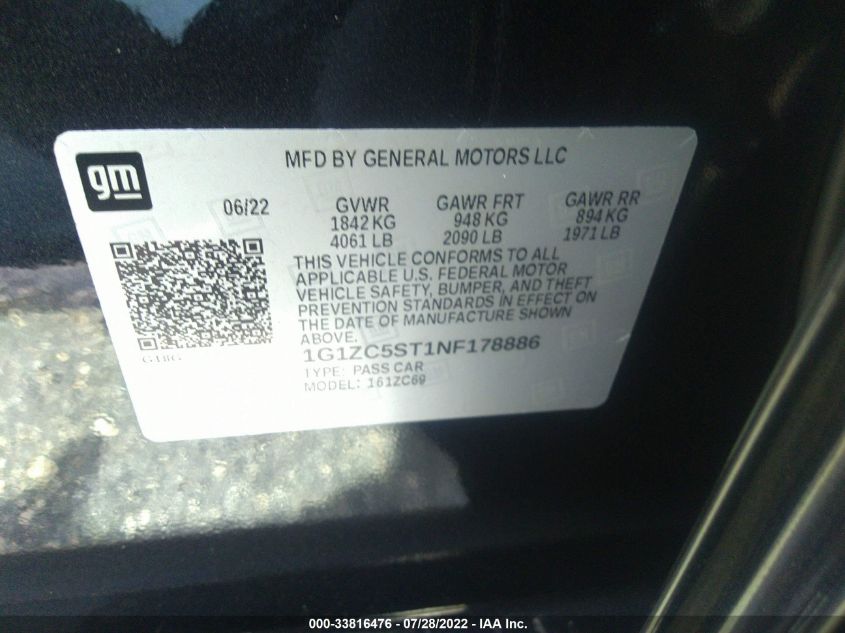 gm
MFD BY GENERAL MOTORS LLC
06/22 GVWR GAWR FRT GAWR RR
1842 KG 948 KG 894 KG
4061 LB 2090 LB 1971 LB
THIS VEHICLE CONFORMS TO ALL
APPLICABLE U.S. FEDERAL MOTOR
VEHICLE SAFETY, BUMPER, AND THEFT
PREVENTION STANDARDS IN EFFECT ON
THE DATE OF MANUFACTURE SHOWN
ABOVE.
1G1ZC5ST1NF178886
TYPE: PASS CAR
MODEL: 161ZC69
000-33816476 - 07/28/2022 - IAA Inc.